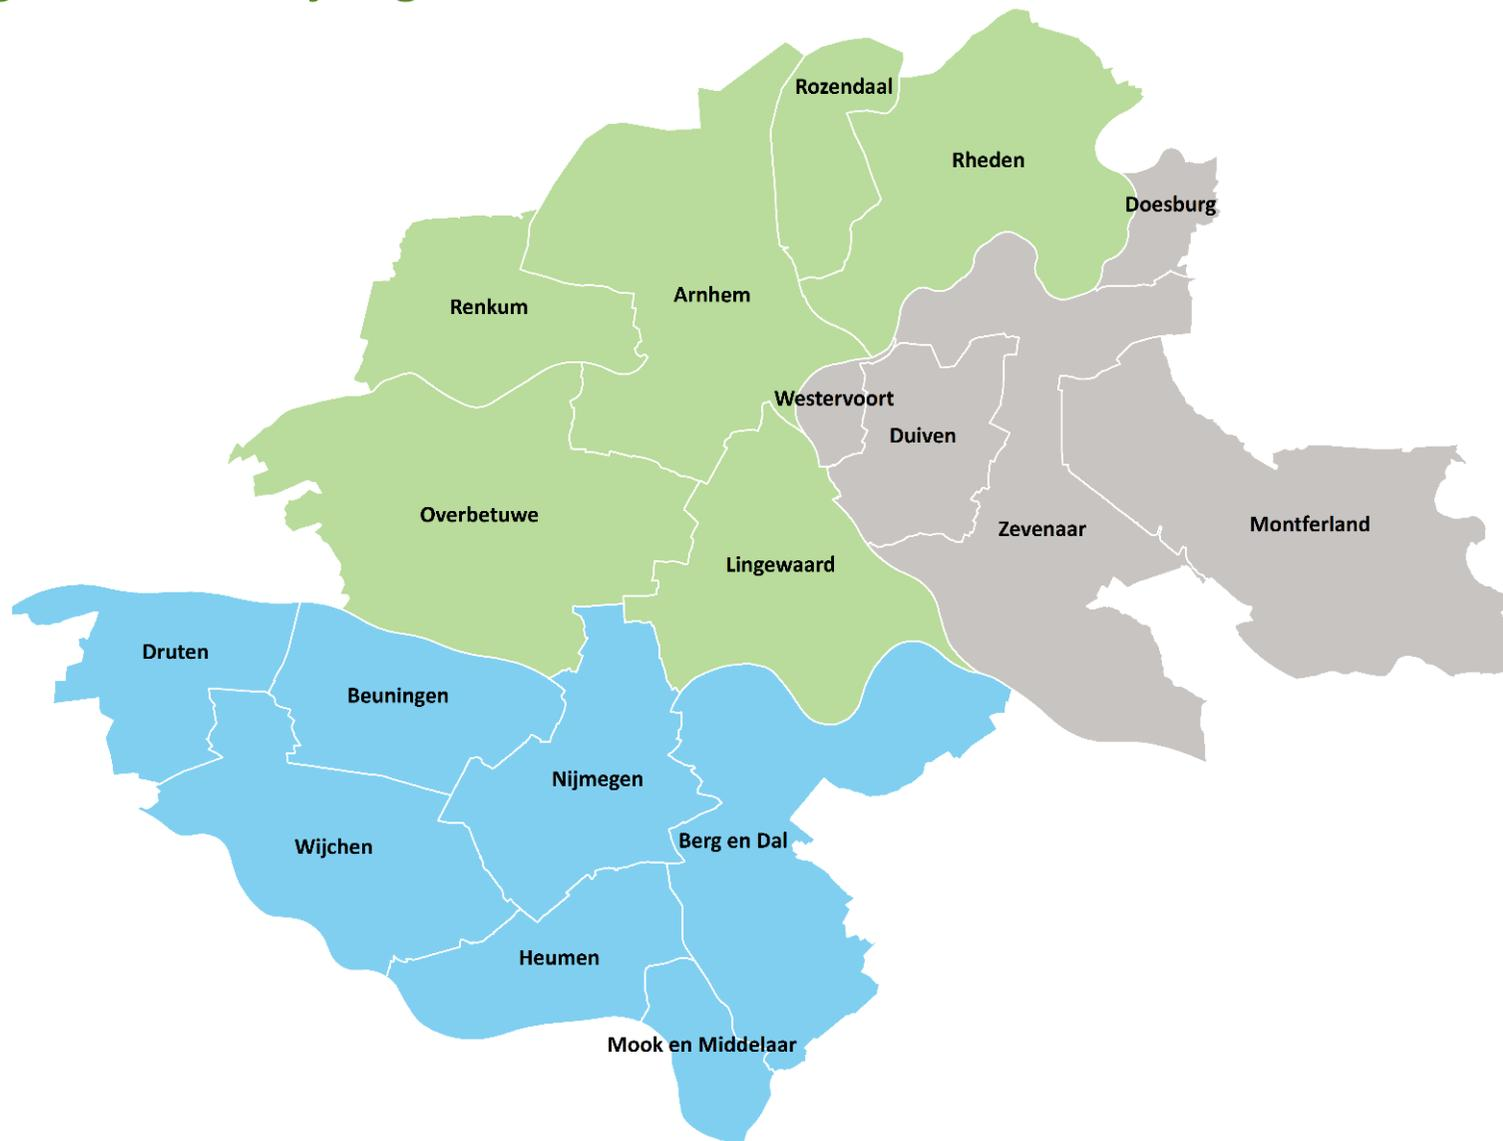 Rozendaal
Rheden
Doesburg
Arnhem
Renkum
Westervoort
Duiven
Overbetuwe
Montferland
Zevenaar
Lingewaard
Druten
Beuningen
Nijmegen
Berg en Dal
Wijchen
Heumen
Mook en Middelaar